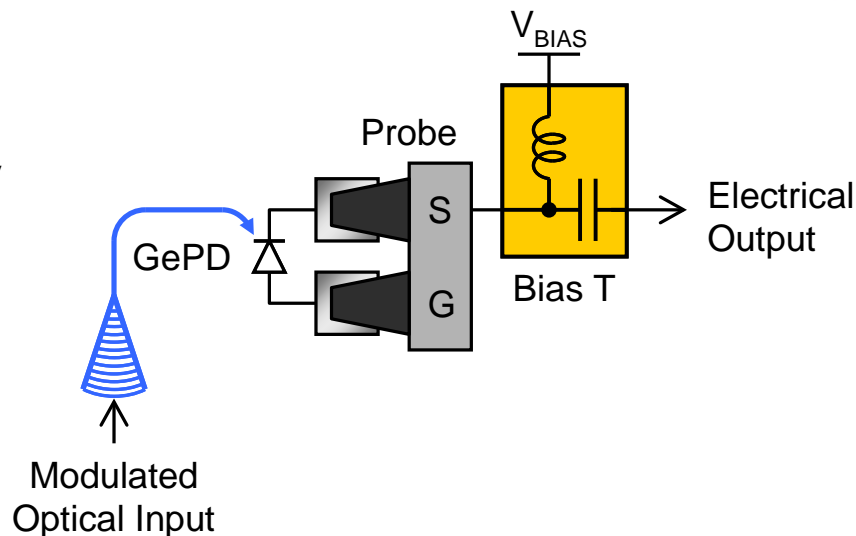 V_BIAS
Probe
S
Electrical
Output
GePD
G
Bias T
Modulated
Optical Input